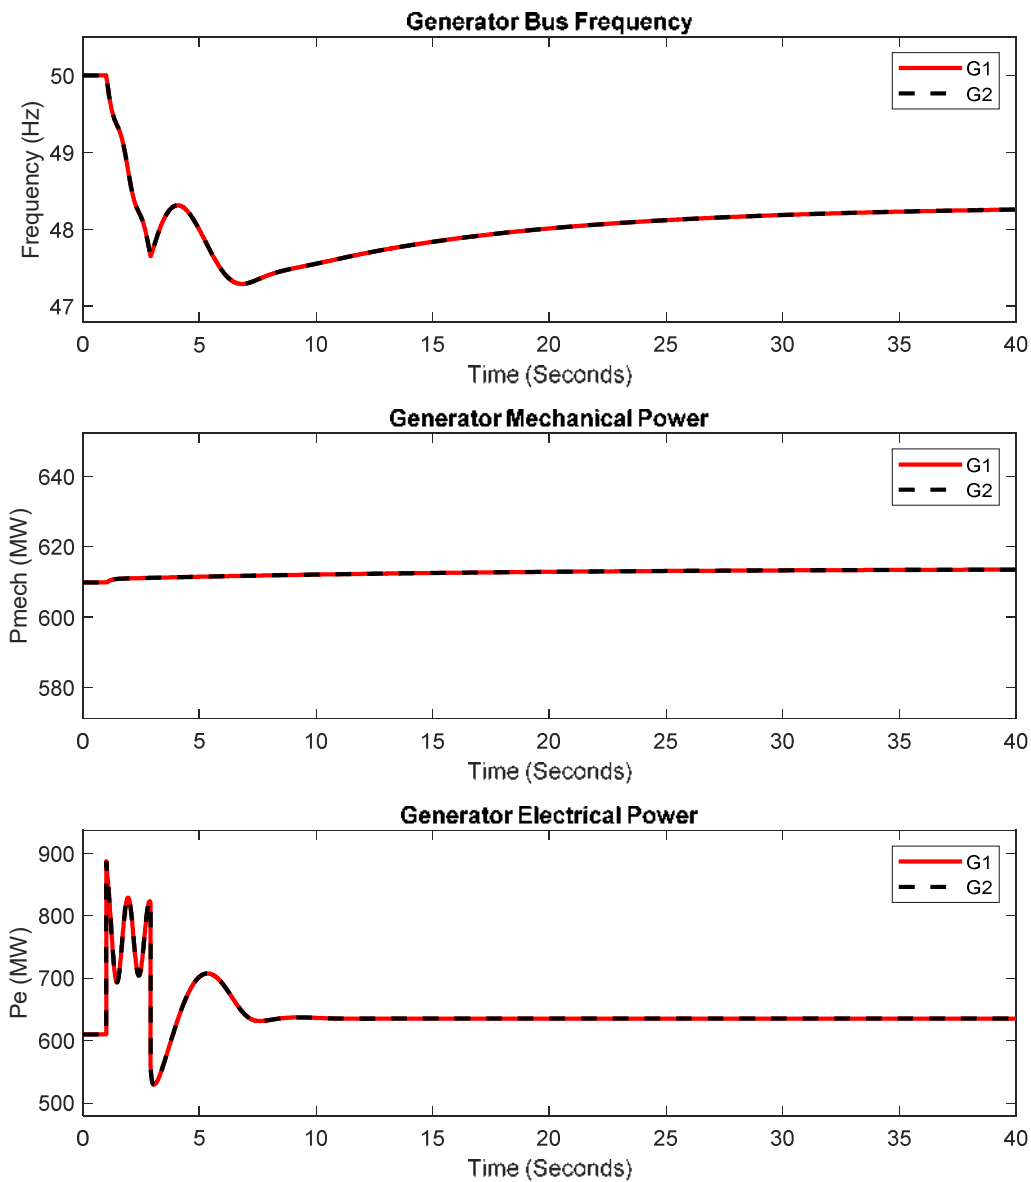 Generator Bus Frequency
G1
G2
50
49
48
47
Frequency (Hz)
0 5 10 15 20 25 30 35 40
Time (Seconds)
Generator Mechanical Power
G1
G2
640
620
600
580
Pmech (MW)
0 5 10 15 20 25 30 35 40
Time (Seconds)
Generator Electrical Power
G1
G2
900
800
700
600
500
Pe (MW)
0 5 10 15 20 25 30 35 40
Time (Seconds)